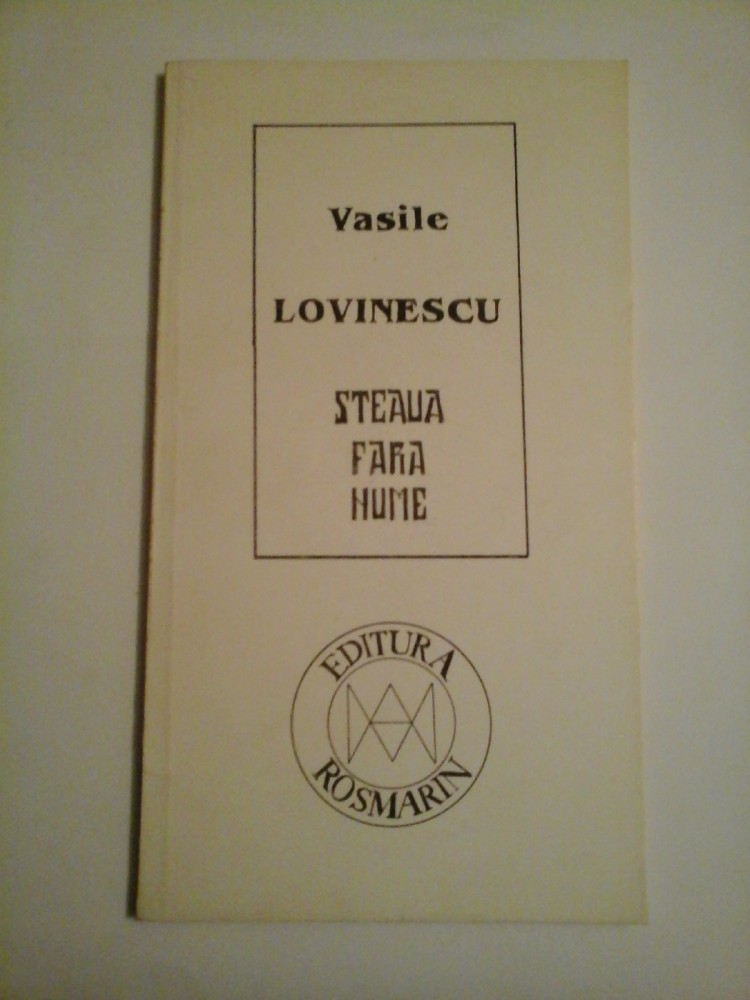 Vasile
LOVINESCU
STEAUA
FARA
NUME
EDITURA
ROSMARIN